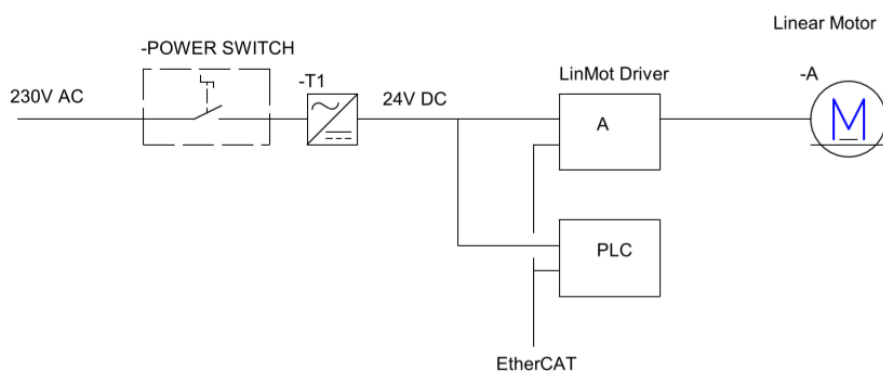 Linear Motor
-POWER SWITCH
LinMot Driver
-T1
-A
230V AC
24V DC
A
M
PLC
EtherCAT